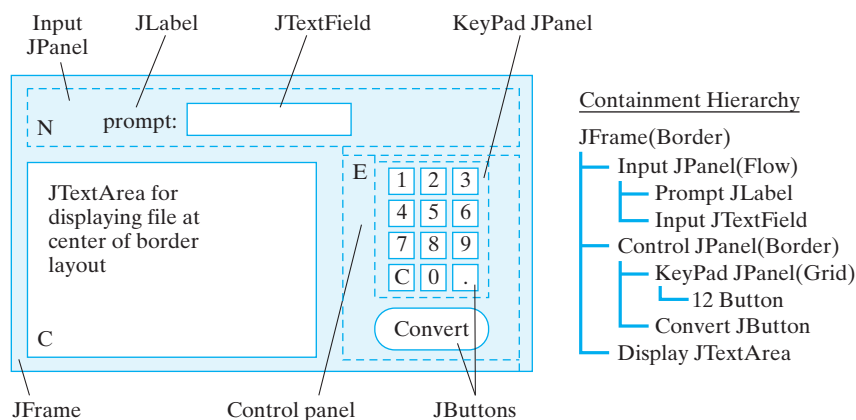 Input
JPanel
JLabel
JTextField
KeyPad JPanel
N
prompt:
E
1 2 3
4 5 6
7 8 9
C 0 .
Convert
JTextArea for
displaying file at
center of border
layout
C
JFrame
Control panel
JButtons
Containment Hierarchy
JFrame(Border)
Input JPanel(Flow)
Prompt JLabel
Input JTextField
Control JPanel(Border)
KeyPad JPanel(Grid)
12 Button
Convert JButton
Display JTextArea